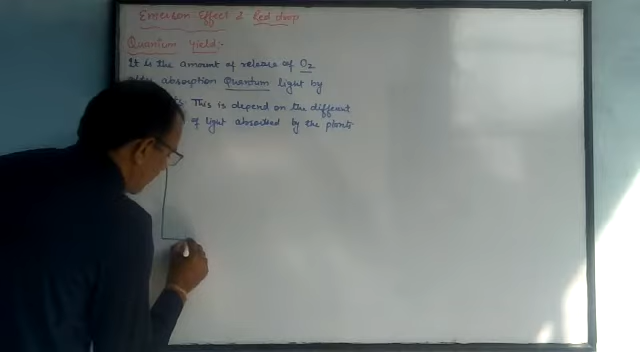 Emerson Effect & Red drop
Quantum yield:-
It is the amount of release of O2
absorption Quantum light by
This is depend on the different
of light absorbed by the plants